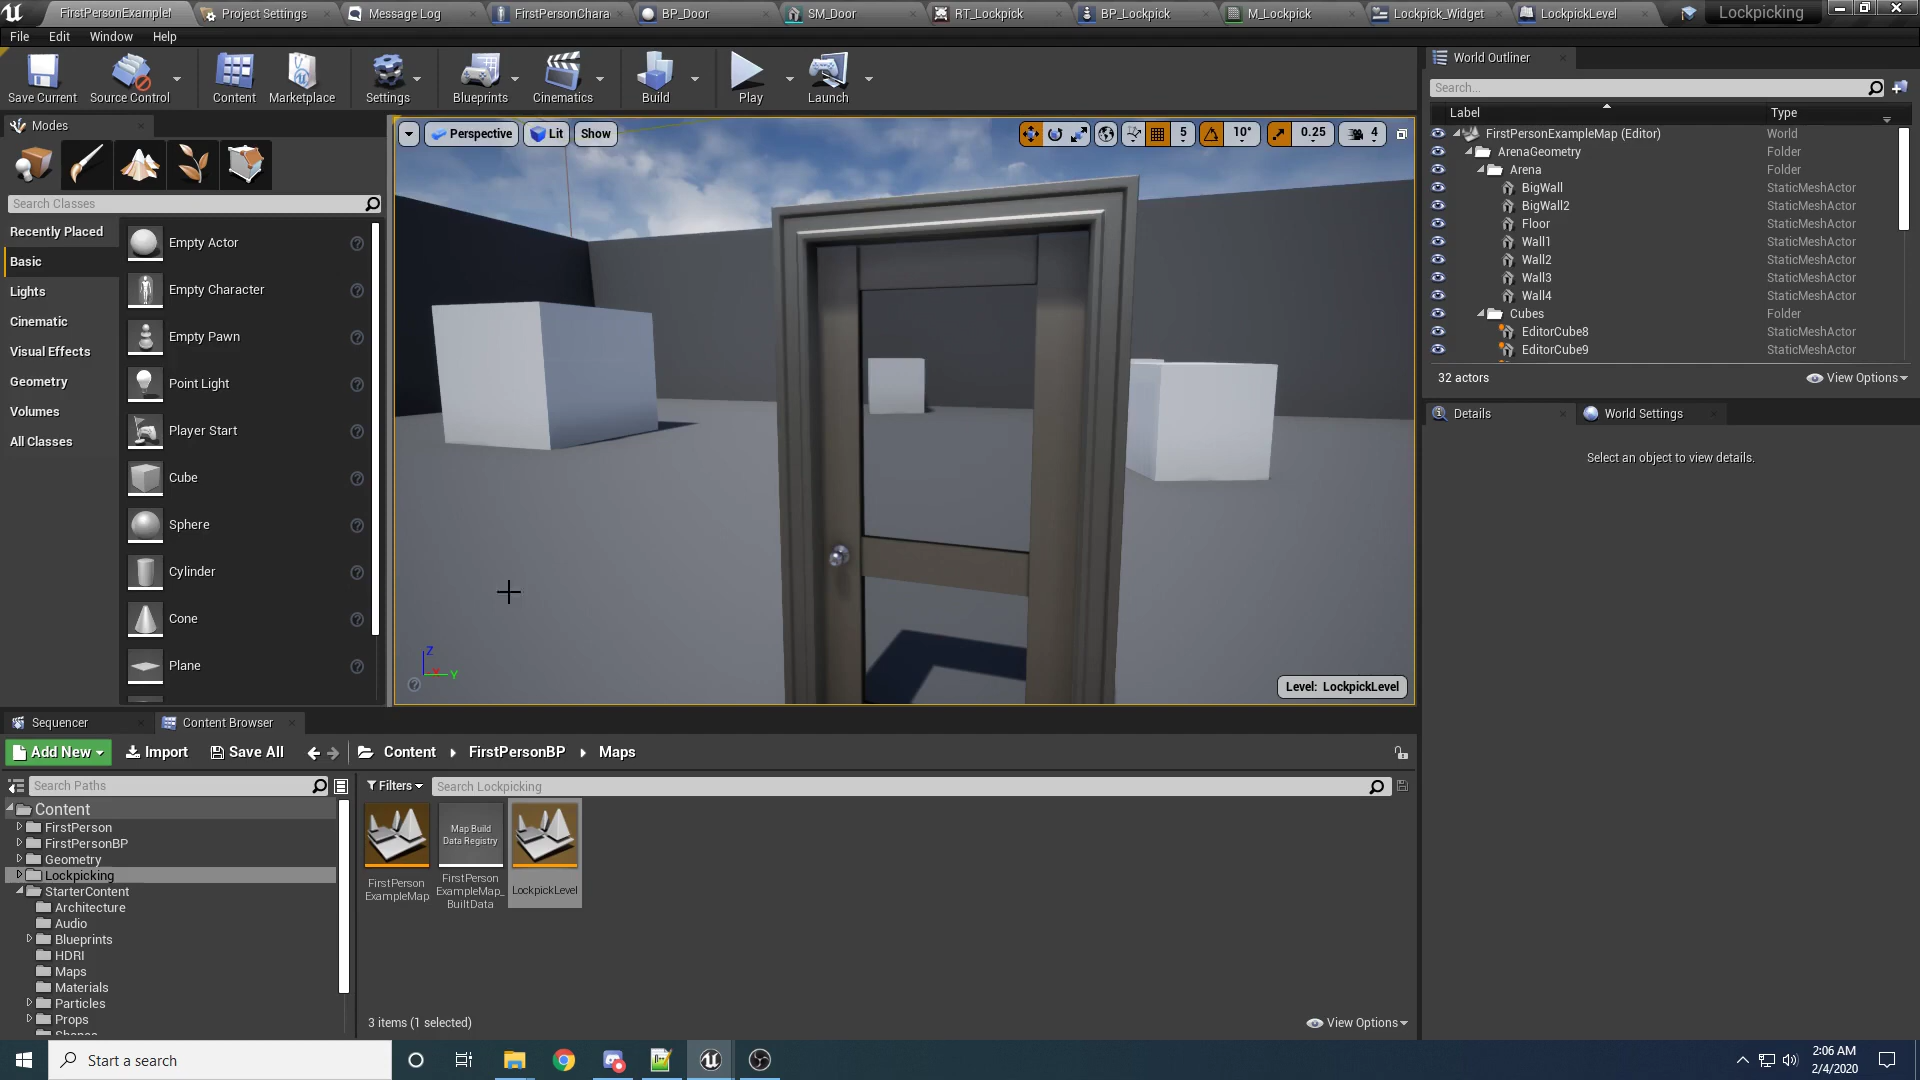 FirstPersonExample!
Project Settings
Message Log
FirstPersonChara
BP_Door
SM_Door
RT_Lockpick
BP_Lockpick
M_Lockpick
Lockpick_Widget
LockpickLevel
Lockpicking
File
Edit
Window
Help
Save Current
Source Control
Content
Marketplace
Settings
Blueprints
Cinematics
Build
Play
Launch
Modes
Search Classes
Recently Placed
Basic
Lights
Cinematic
Visual Effects
Geometry
Volumes
All Classes
Empty Actor
Empty Character
Empty Pawn
Point Light
Player Start
Cube
Sphere
Cylinder
Cone
Plane
Perspective
Lit
Show
5
10°
0.25
4
Z
Y
Level: LockpickLevel
World Outliner
Search...
Label
Type
FirstPersonExampleMap (Editor)
World
ArenaGeometry
Folder
Arena
Folder
BigWall
StaticMeshActor
BigWall2
StaticMeshActor
Floor
StaticMeshActor
Wall1
StaticMeshActor
Wall2
StaticMeshActor
Wall3
StaticMeshActor
Wall4
StaticMeshActor
Cubes
Folder
EditorCube8
StaticMeshActor
EditorCube9
StaticMeshActor
32 actors
View Options
Details
World Settings
Select an object to view details.
Sequencer
Content Browser
Add New
Import
Save All
Content
FirstPersonBP
Maps
Search Paths
Filters
Search Lockpicking
Content
FirstPerson
FirstPersonBP
Geometry
Lockpicking
StarterContent
Architecture
Audio
Blueprints
HDRI
Maps
Materials
Particles
Props
FirstPerson
ExampleMap
Map Build
Data Registry
FirstPerson
ExampleMap_
BuiltData
LockpickLevel
3 items (1 selected)
View Options
Start a search
2:06 AM
2/4/2020